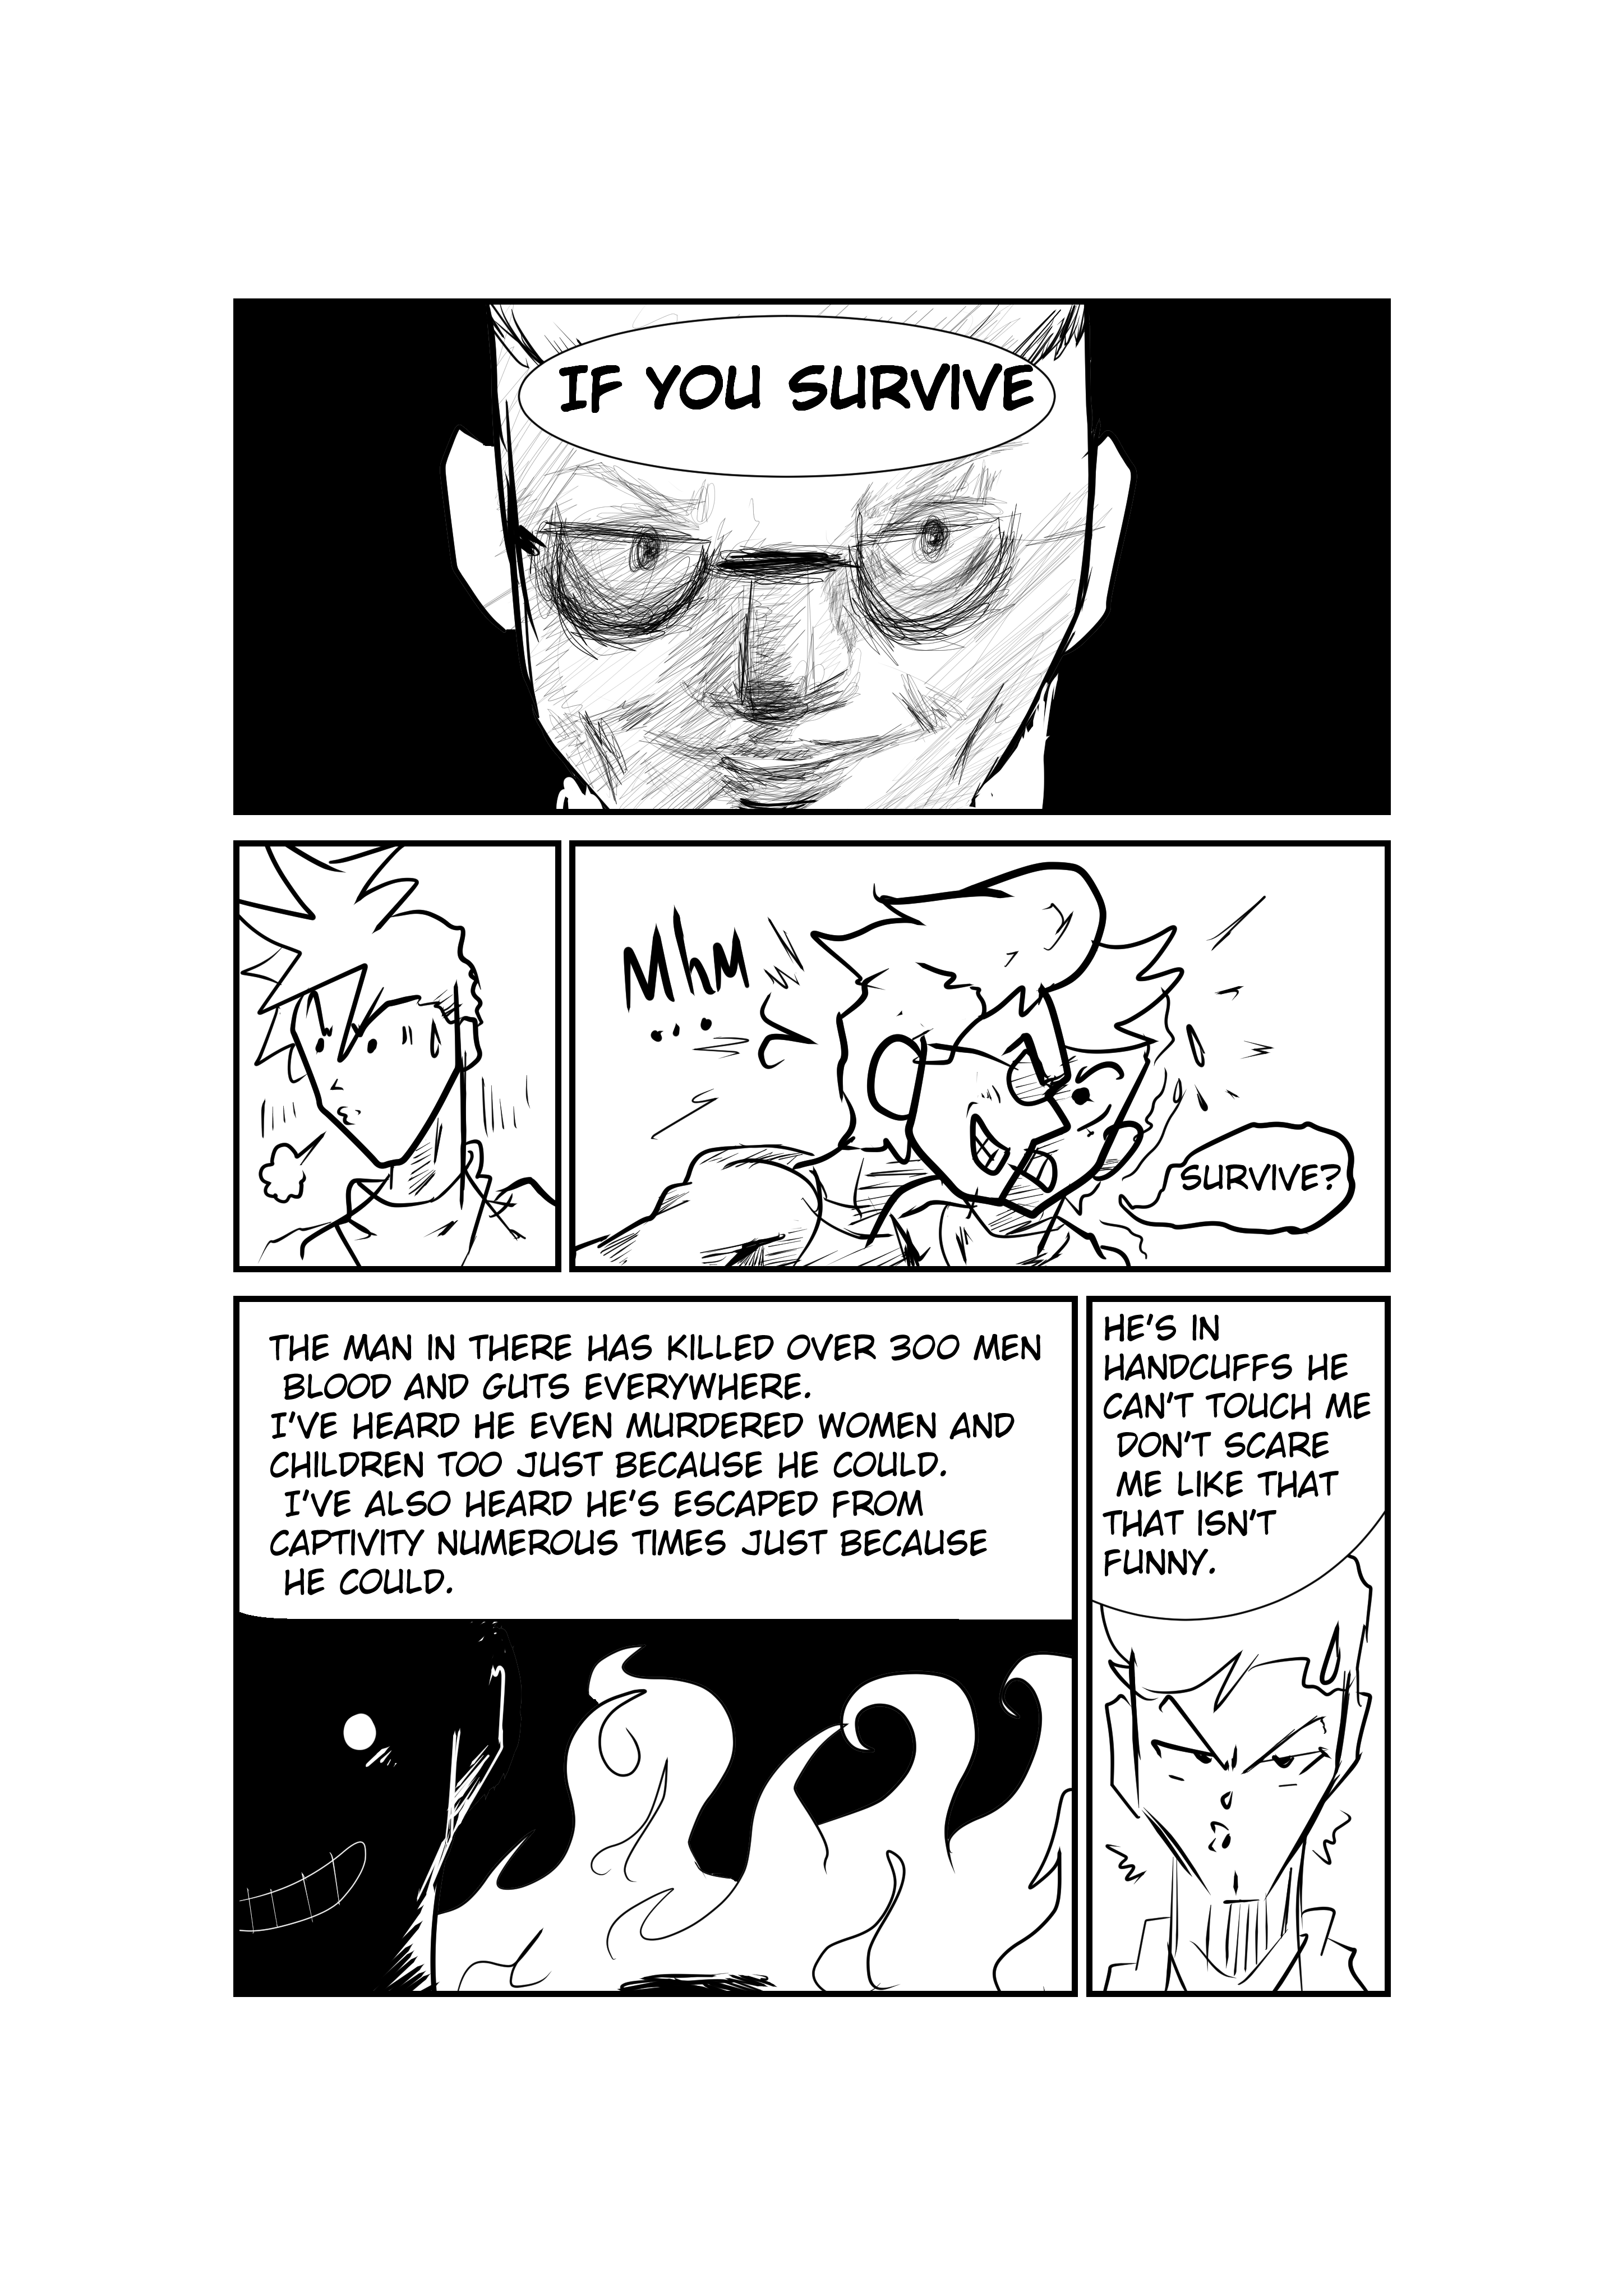 IF YOU SURVIVE
MhM
...
SURVIVE?
THE MAN IN THERE HAS KILLED OVER 300 MEN
BLOOD AND GUTS EVERYWHERE.
I'VE HEARD HE EVEN MURDERED WOMEN AND
CHILDREN TOO JUST BECAUSE HE COULD.
I'VE ALSO HEARD HE'S ESCAPED FROM
CAPTIVITY NUMEROUS TIMES JUST BECAUSE
HE COULD.
HE'S IN
HANDCUFFS HE
CAN'T TOUCH ME
DON'T SCARE
ME LIKE THAT
THAT ISN'T
FUNNY.